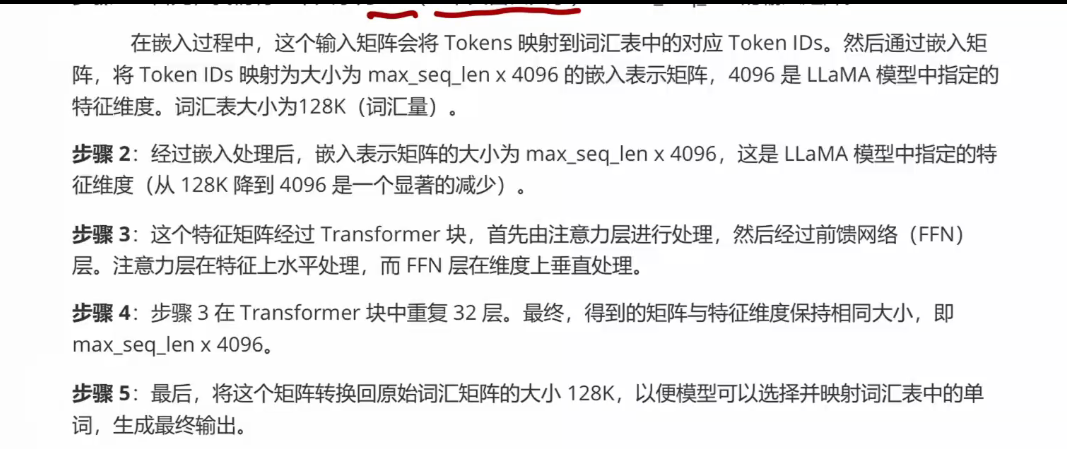 在嵌入过程中，这个输入矩阵会将 Tokens 映射到词汇表中的对应 Token IDs。然后通过嵌入矩
阵，将 Token IDs 映射为大小为 max_seq_len x 4096 的嵌入表示矩阵，4096 是 LLaMA 模型中指定的
特征维度。词汇表大小为128K（词汇量）。
步骤 2：经过嵌入处理后，嵌入表示矩阵的大小为 max_seq_len x 4096，这是 LLaMA 模型中指定的特
征维度（从 128K 降到 4096 是一个显著的减少）。
步骤 3：这个特征矩阵经过 Transformer 块，首先由注意力层进行处理，然后经过前馈网络（FFN）
层。注意力层在特征上水平处理，而 FFN 层在维度上垂直处理。
步骤 4：步骤 3 在 Transformer 块中重复 32 层。最终，得到的矩阵与特征维度保持相同大小，即
max_seq_len x 4096。
步骤 5：最后，将这个矩阵转换回原始词汇矩阵的大小 128K，以便模型可以选择并映射词汇表中的单
词，生成最终输出。